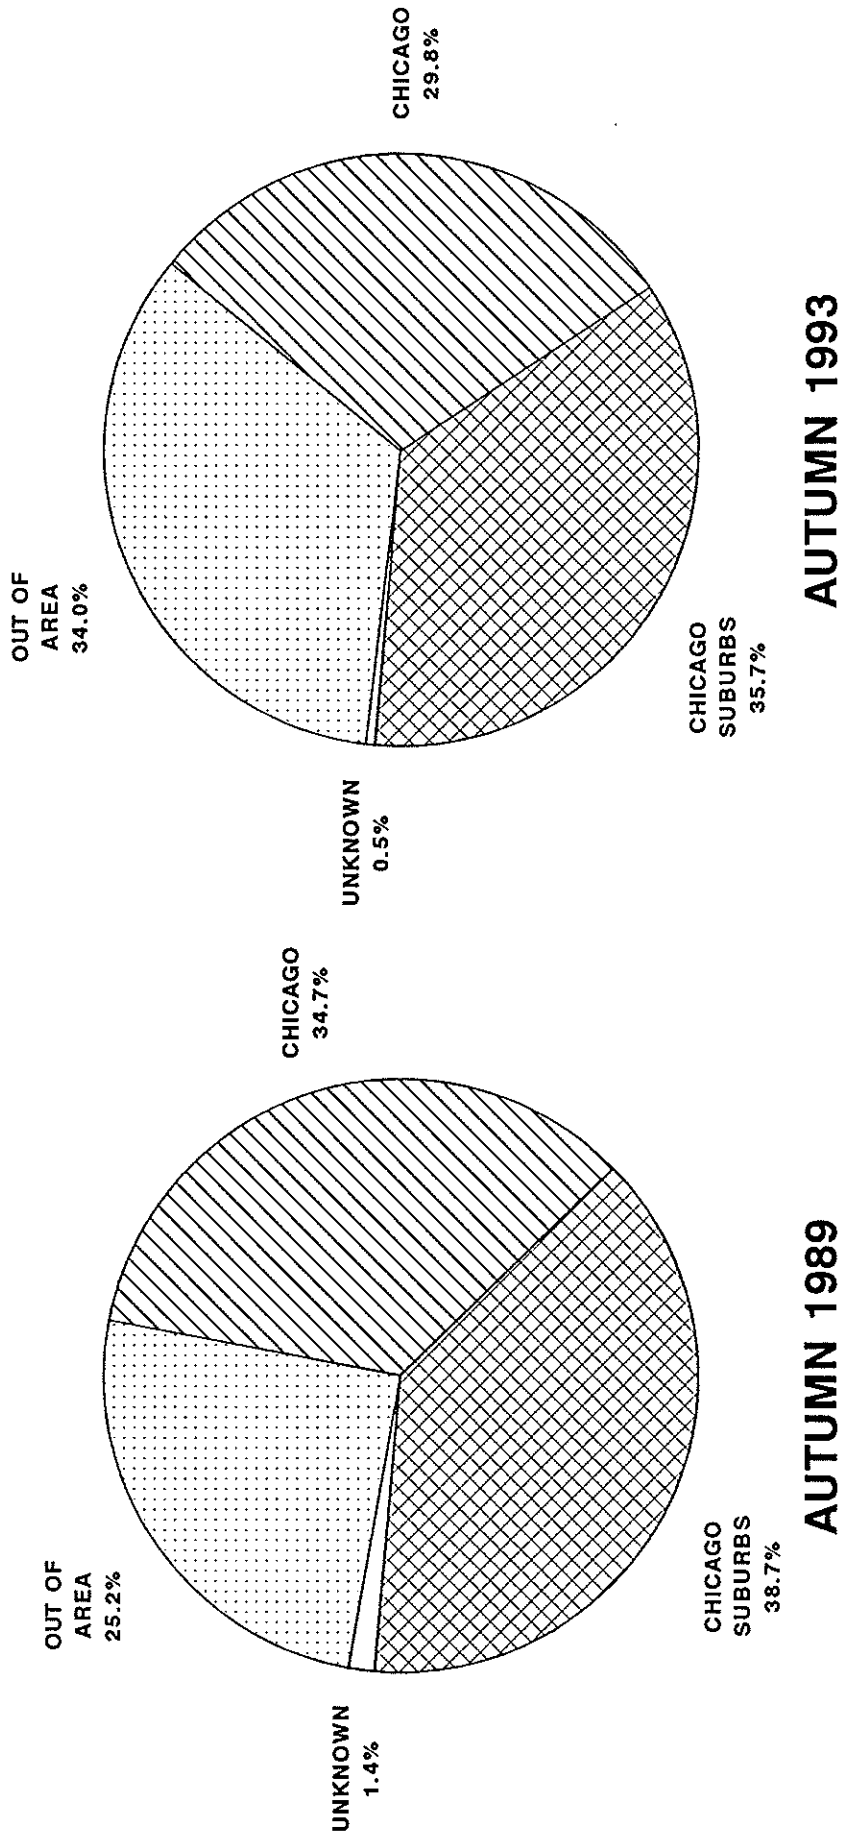 OUT OF
AREA
25.2%
CHICAGO
34.7%
UNKNOWN
1.4%
CHICAGO
SUBURBS
38.7%
AUTUMN 1989
OUT OF
AREA
34.0%
CHICAGO
29.8%
UNKNOWN
0.5%
CHICAGO
SUBURBS
35.7%
AUTUMN 1993